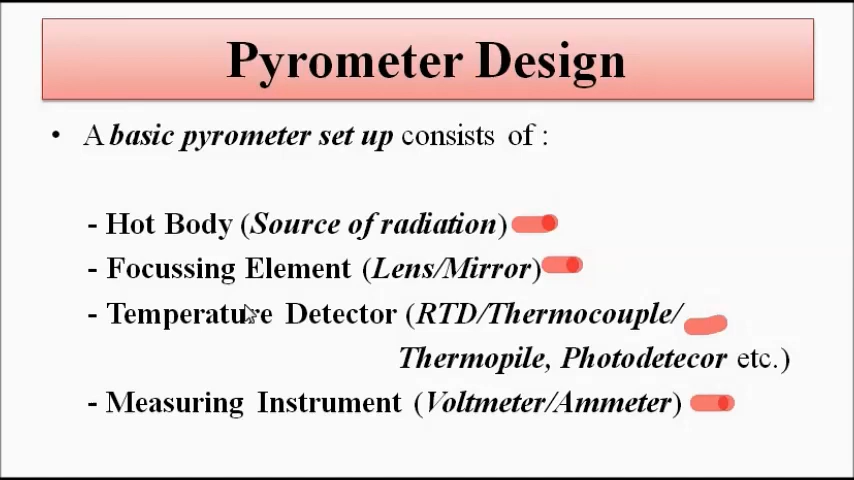 Pyrometer Design
• A basic pyrometer set up consists of :
- Hot Body (Source of radiation)
- Focussing Element (Lens/Mirror)
- Temperature Detector (RTD/Thermocouple/
Thermopile, Photodetecor etc.)
- Measuring Instrument (Voltmeter/Ammeter)